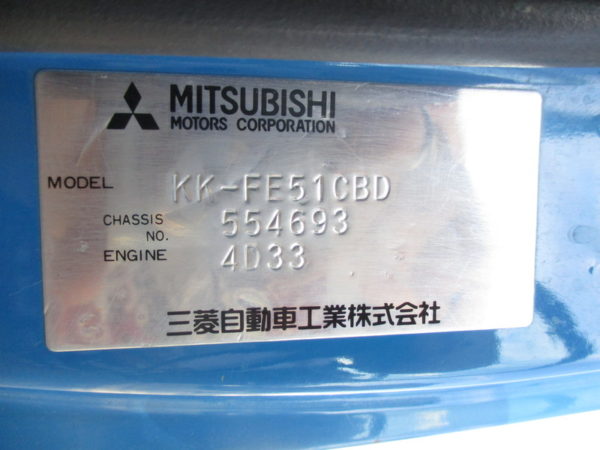 MITSUBISHI
MOTORS CORPORATION
MODEL KK-FE51CBD
CHASSIS NO. 554693
ENGINE 4D33
三菱自動車工業株式会社